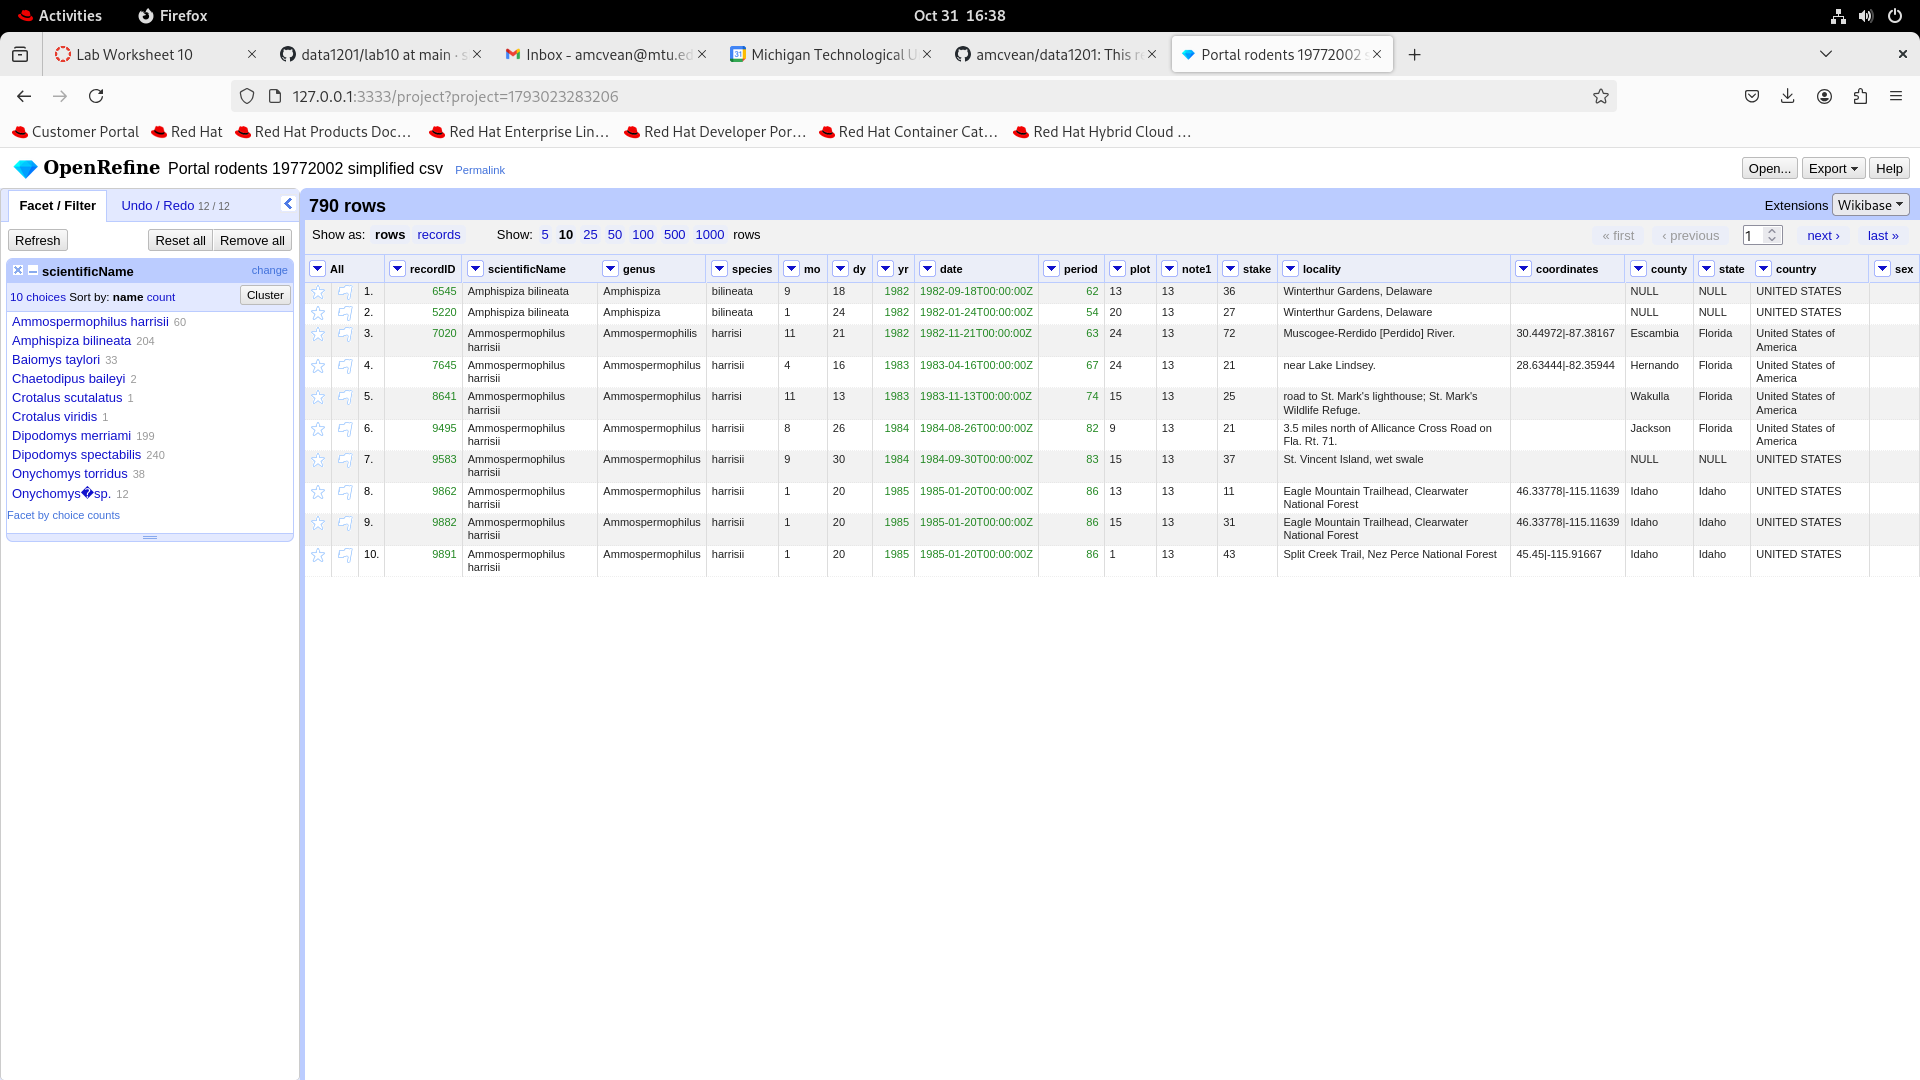 Activities Firefox Oct 31 16:38
Lab Worksheet 10 data1201/lab10 at main · s Inbox - amcvean@mtu.ed Michigan Technological U amcvean/data1201: This re Portal rodents 19772002 s
127.0.0.1:3333/project?project=1793023283206
Customer Portal Red Hat Red Hat Products Doc… Red Hat Enterprise Lin… Red Hat Developer Por… Red Hat Container Cat… Red Hat Hybrid Cloud …
OpenRefine Portal rodents 19772002 simplified csv Permalink Open... Export Help
Facet / Filter Undo / Redo 12 / 12
Refresh Reset all Remove all
scientificName change
10 choices Sort by: name count Cluster
Ammospermophilus harrisii 60
Amphispiza bilineata 204
Baiomys taylori 33
Chaetodipus baileyi 2
Crotalus scutalatus 1
Crotalus viridis 1
Dipodomys merriami 199
Dipodomys spectabilis 240
Onychomys torridus 38
Onychomys�sp. 12
Facet by choice counts
790 rows Extensions Wikibase
Show as: rows records Show: 5 10 25 50 100 500 1000 rows « first ‹ previous 1 next › last »
All recordID scientificName genus species mo dy yr date period plot note1 stake locality coordinates county state country sex
1. 6545 Amphispiza bilineata Amphispiza bilineata 9 18 1982 1982-09-18T00:00:00Z 62 13 13 36 Winterthur Gardens, Delaware NULL NULL UNITED STATES
2. 5220 Amphispiza bilineata Amphispiza bilineata 1 24 1982 1982-01-24T00:00:00Z 54 20 13 27 Winterthur Gardens, Delaware NULL NULL UNITED STATES
3. 7020 Ammospermophilus Ammospermophilis harrisi 11 21 1982 1982-11-21T00:00:00Z 63 24 13 72 Muscogee-Rerdido [Perdido] River. 30.44972|-87.38167 Escambia Florida United States of
harrisii America
4. 7645 Ammospermophilus Ammospermophilus harrisii 4 16 1983 1983-04-16T00:00:00Z 67 24 13 21 near Lake Lindsey. 28.63444|-82.35944 Hernando Florida United States of
harrisii America
5. 8641 Ammospermophilus Ammospermophilus harrisi 11 13 1983 1983-11-13T00:00:00Z 74 15 13 25 road to St. Mark's lighthouse; St. Mark's Wakulla Florida United States of
harrisii Wildlife Refuge. America
6. 9495 Ammospermophilus Ammospermophilus harrisii 8 26 1984 1984-08-26T00:00:00Z 82 9 13 21 3.5 miles north of Allicance Cross Road on Jackson Florida United States of
harrisii Fla. Rt. 71. America
7. 9583 Ammospermophilus Ammospermophilus harrisii 9 30 1984 1984-09-30T00:00:00Z 83 15 13 37 St. Vincent Island, wet swale NULL NULL UNITED STATES
harrisii
8. 9862 Ammospermophilus Ammospermophilus harrisii 1 20 1985 1985-01-20T00:00:00Z 86 13 13 11 Eagle Mountain Trailhead, Clearwater 46.33778|-115.11639 Idaho Idaho UNITED STATES
harrisii National Forest
9. 9882 Ammospermophilus Ammospermophilus harrisii 1 20 1985 1985-01-20T00:00:00Z 86 15 13 31 Eagle Mountain Trailhead, Clearwater 46.33778|-115.11639 Idaho Idaho UNITED STATES
harrisii National Forest
10. 9891 Ammospermophilus Ammospermophilus harrisii 1 20 1985 1985-01-20T00:00:00Z 86 1 13 43 Split Creek Trail, Nez Perce National Forest 45.45|-115.91667 Idaho Idaho UNITED STATES
harrisii